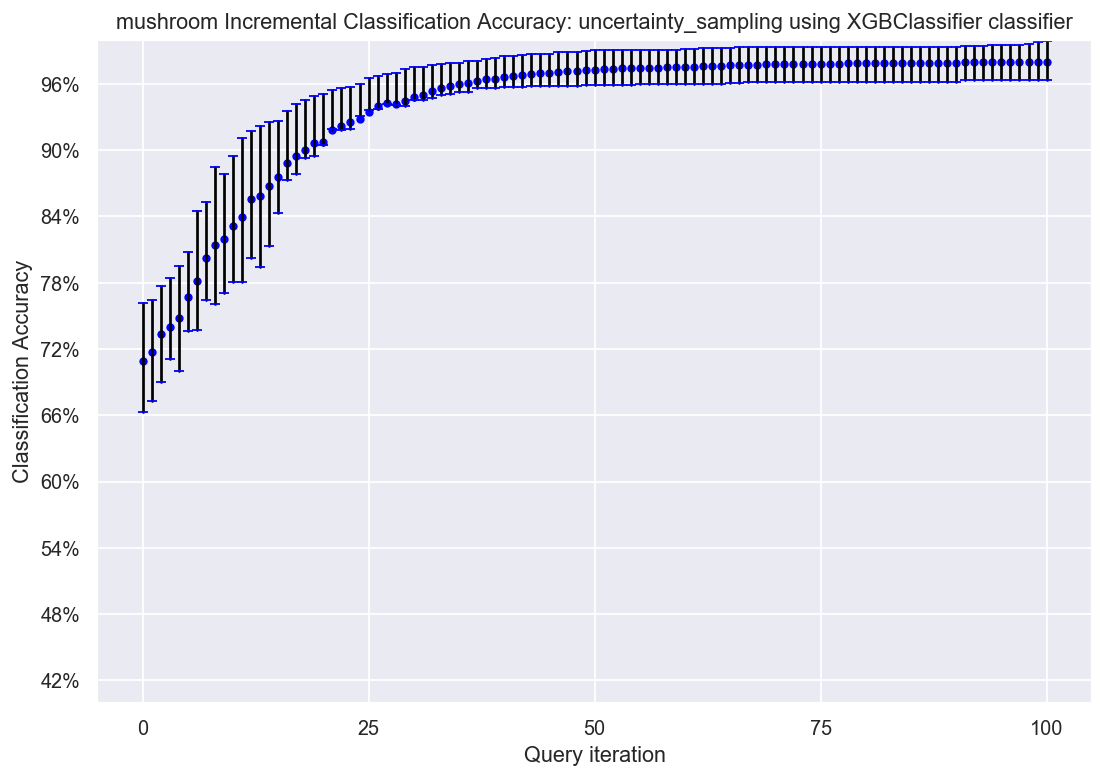 mushroom Incremental Classification Accuracy: uncertainty_sampling using XGBClassifier classifier
Classification Accuracy
96%
90%
84%
78%
72%
66%
60%
54%
48%
42%
0 25 50 75 100
Query iteration